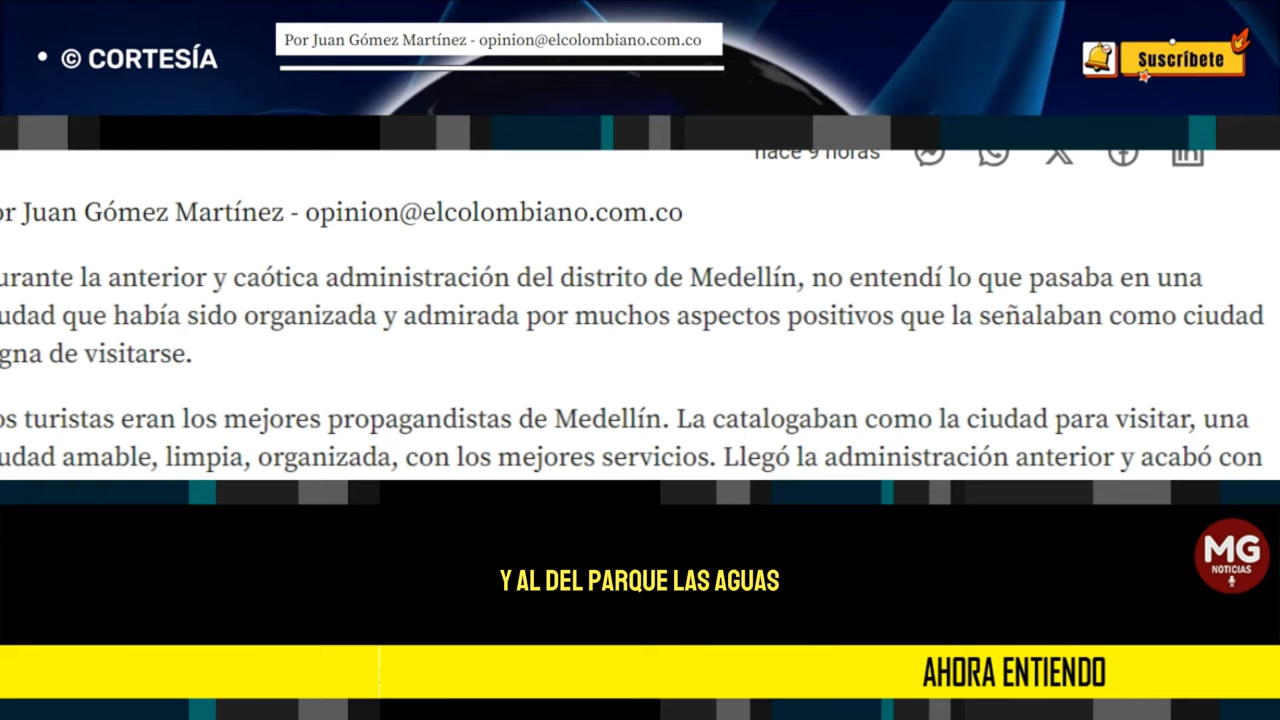 • © CORTESÍA
Por Juan Gómez Martínez - opinion@elcolombiano.com.co
Suscríbete
hace 9 horas
or Juan Gómez Martínez - opinion@elcolombiano.com.co
urante la anterior y caótica administración del distrito de Medellín, no entendí lo que pasaba en una
udad que había sido organizada y admirada por muchos aspectos positivos que la señalaban como ciudad
gna de visitarse.
os turistas eran los mejores propagandistas de Medellín. La catalogaban como la ciudad para visitar, una
udad amable, limpia, organizada, con los mejores servicios. Llegó la administración anterior y acabó con
MG
NOTICIAS
Y AL DEL PARQUE LAS AGUAS
AHORA ENTIENDO